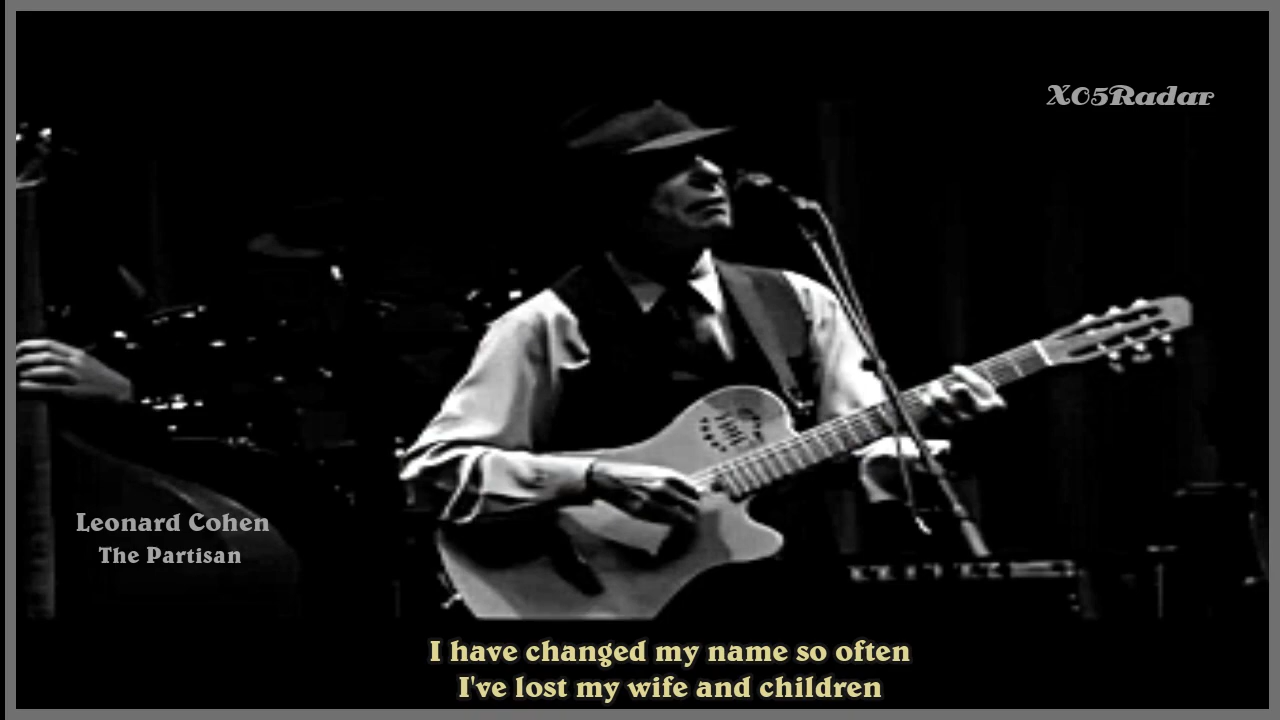 X05Radar
Leonard Cohen
The Partisan
I have changed my name so often
I've lost my wife and children